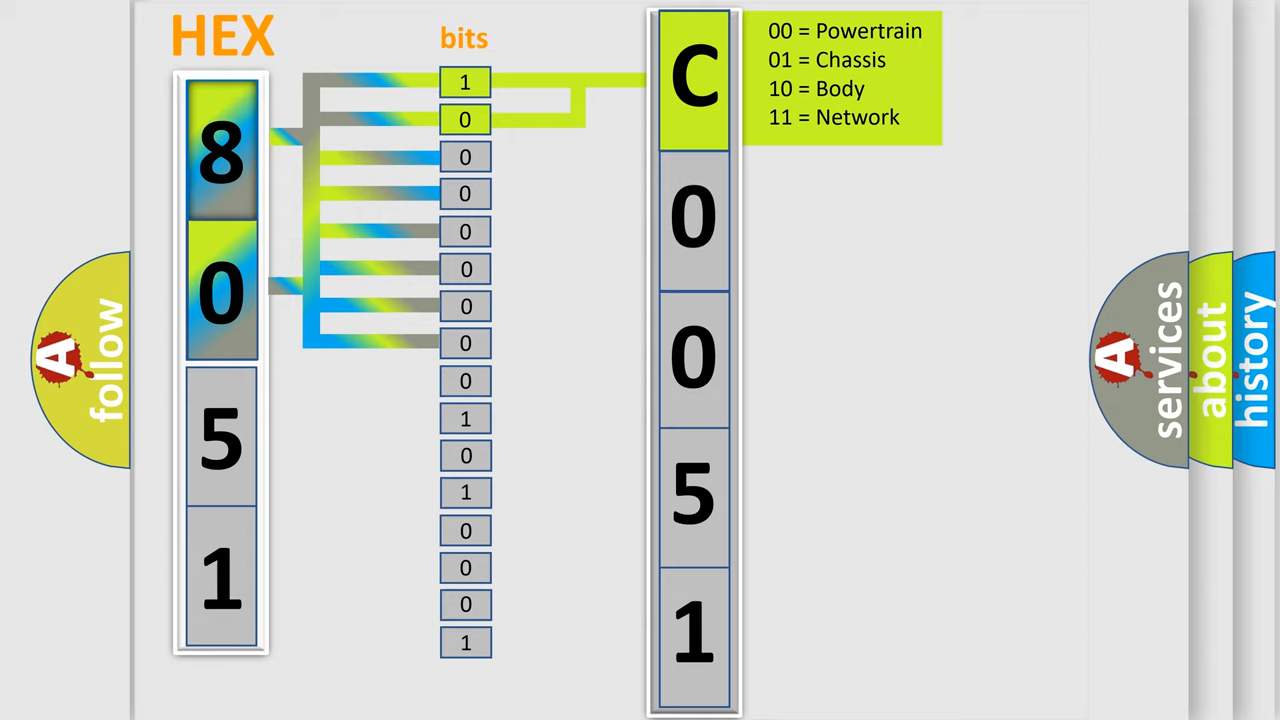 HEX
8
0
5
1
bits
1
0
0
0
0
0
0
0
0
1
0
1
0
0
0
1
C
0
0
5
1
00 = Powertrain
01 = Chassis
10 = Body
11 = Network
A
follow
A
services
about
history